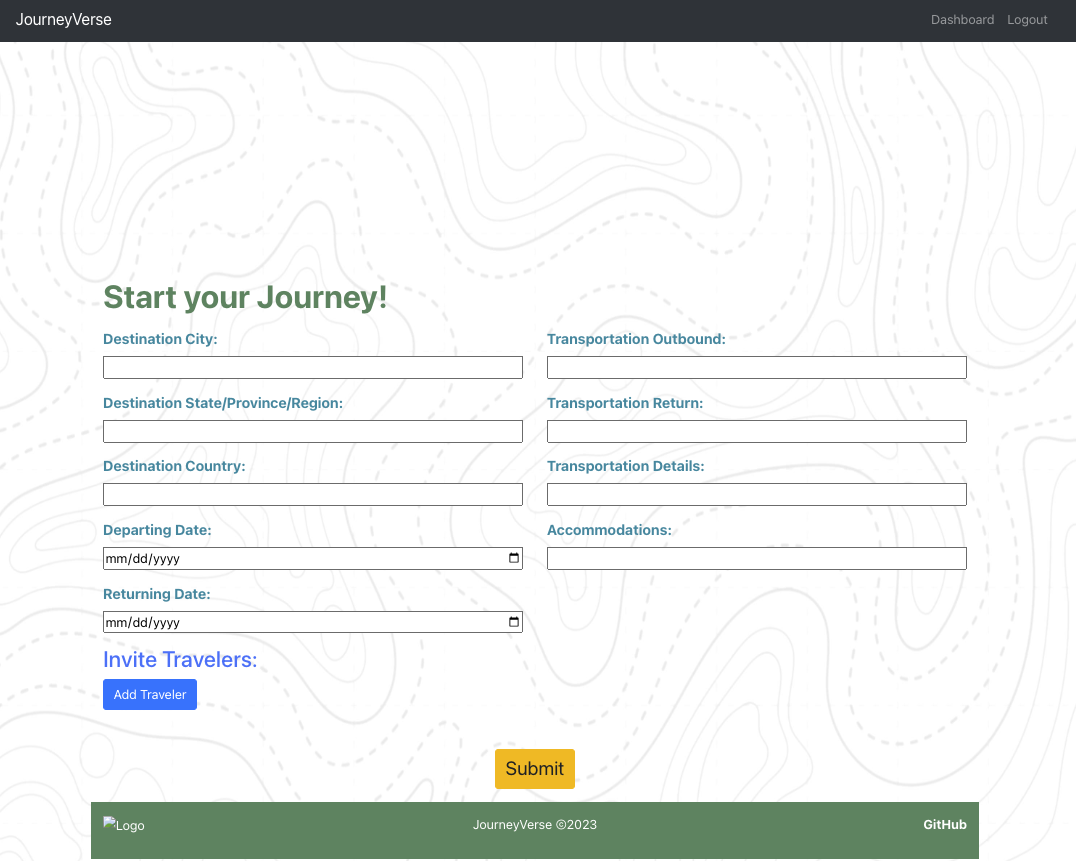 JourneyVerse
Dashboard
Logout
Start your Journey!
Destination City:
Destination State/Province/Region:
Destination Country:
Departing Date:
mm/dd/yyyy
Returning Date:
mm/dd/yyyy
Transportation Outbound:
Transportation Return:
Transportation Details:
Accommodations:
Invite Travelers:
Add Traveler
Submit
Logo
JourneyVerse ©2023
GitHub